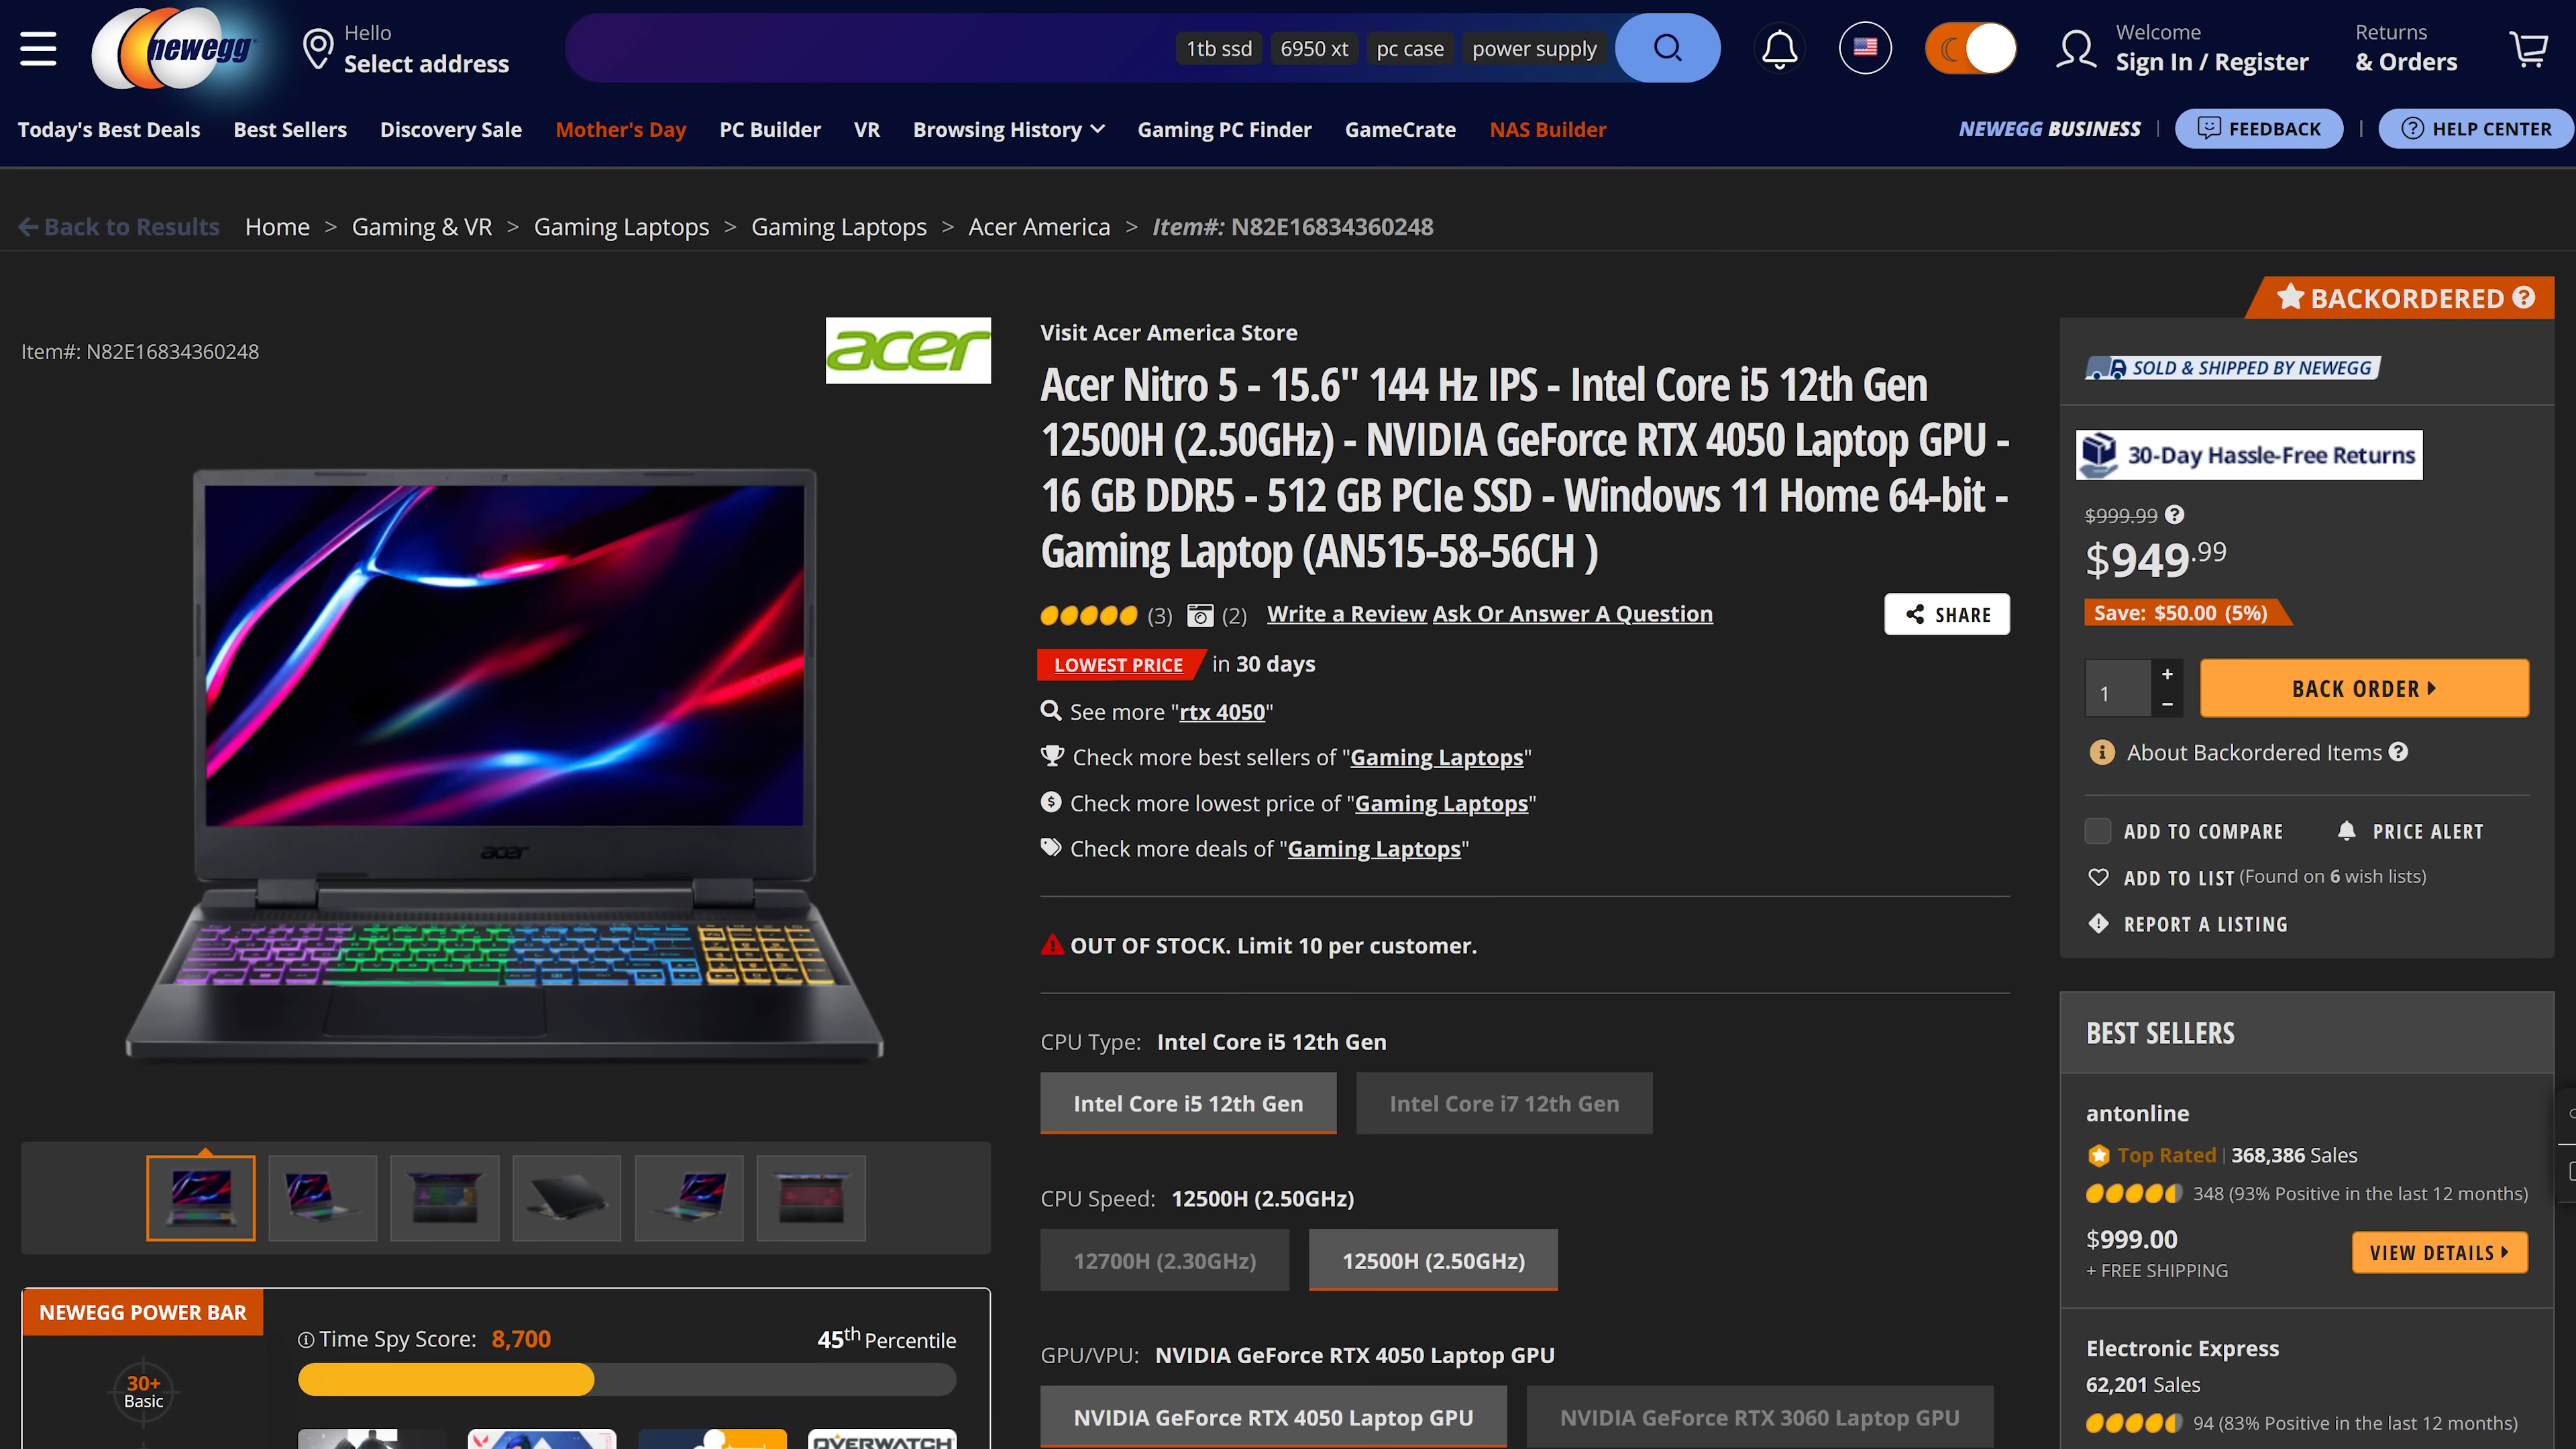 newegg
Hello
Select address
1tb ssd
6950 xt
pc case
power supply
Welcome
Sign In / Register
Returns
& Orders
Today's Best Deals
Best Sellers
Discovery Sale
Mother's Day
PC Builder
VR
Browsing History
Gaming PC Finder
GameCrate
NAS Builder
NEWEGG BUSINESS
FEEDBACK
HELP CENTER
Back to Results
Home > Gaming & VR > Gaming Laptops > Gaming Laptops > Acer America > Item#: N82E16834360248
Item#: N82E16834360248
acer
acer
NEWEGG POWER BAR
30+
Basic
Time Spy Score: 8,700
45th Percentile
OVERWATCH
Visit Acer America Store
Acer Nitro 5 - 15.6" 144 Hz IPS - Intel Core i5 12th Gen
12500H (2.50GHz) - NVIDIA GeForce RTX 4050 Laptop GPU -
16 GB DDR5 - 512 GB PCIe SSD - Windows 11 Home 64-bit -
Gaming Laptop (AN515-58-56CH )
(3) (2) Write a Review Ask Or Answer A Question
SHARE
LOWEST PRICE in 30 days
See more "rtx 4050"
Check more best sellers of "Gaming Laptops"
Check more lowest price of "Gaming Laptops"
Check more deals of "Gaming Laptops"
OUT OF STOCK. Limit 10 per customer.
CPU Type: Intel Core i5 12th Gen
Intel Core i5 12th Gen
Intel Core i7 12th Gen
CPU Speed: 12500H (2.50GHz)
12700H (2.30GHz)
12500H (2.50GHz)
GPU/VPU: NVIDIA GeForce RTX 4050 Laptop GPU
NVIDIA GeForce RTX 4050 Laptop GPU
NVIDIA GeForce RTX 3060 Laptop GPU
BACKORDERED
SOLD & SHIPPED BY NEWEGG
30-Day Hassle-Free Returns
$999.99
$949.99
Save: $50.00 (5%)
1
+
−
BACK ORDER
About Backordered Items
ADD TO COMPARE
PRICE ALERT
ADD TO LIST (Found on 6 wish lists)
REPORT A LISTING
BEST SELLERS
antonline
Top Rated | 368,386 Sales
348 (93% Positive in the last 12 months)
$999.00
+ FREE SHIPPING
VIEW DETAILS
Electronic Express
62,201 Sales
94 (83% Positive in the last 12 months)